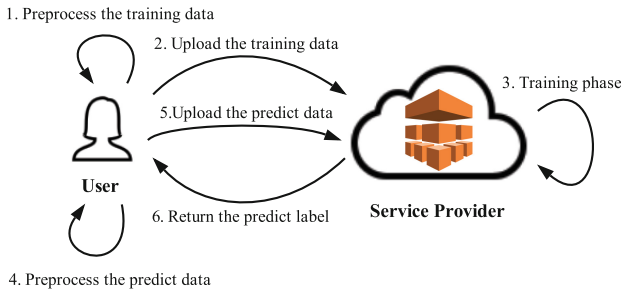 1. Preprocess the training data
2. Upload the training data
3. Training phase
5.Upload the predict data
User
6. Return the predict label
Service Provider
4. Preprocess the predict data